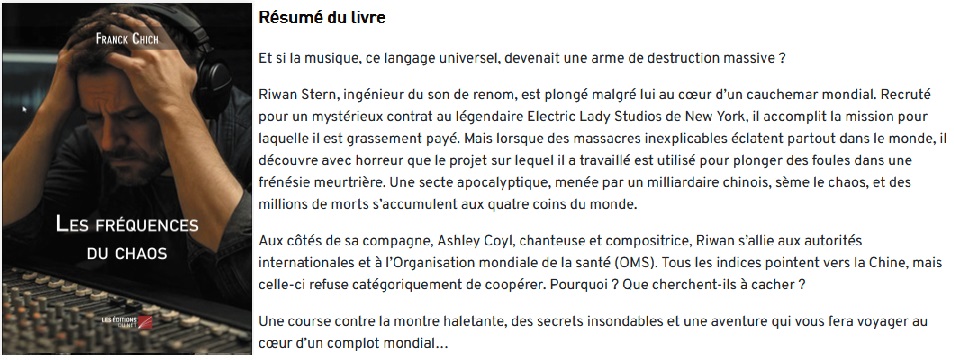 FRANCK CHICH
LES FRÉQUENCES
DU CHAOS
LES ÉDITIONS
DU NET
Résumé du livre
Et si la musique, ce langage universel, devenait une arme de destruction massive ?
Riwan Stern, ingénieur du son de renom, est plongé malgré lui au cœur d’un cauchemar mondial. Recruté
pour un mystérieux contrat au légendaire Electric Lady Studios de New York, il accomplit la mission pour
laquelle il est grassement payé. Mais lorsque des massacres inexplicables éclatent partout dans le monde, il
découvre avec horreur que le projet sur lequel il a travaillé est utilisé pour plonger des foules dans une
frénésie meurtrière. Une secte apocalyptique, menée par un milliardaire chinois, sème le chaos, et des
millions de morts s’accumulent aux quatre coins du monde.
Aux côtés de sa compagne, Ashley Coyl, chanteuse et compositrice, Riwan s’allie aux autorités
internationales et à l’Organisation mondiale de la santé (OMS). Tous les indices pointent vers la Chine, mais
celle-ci refuse catégoriquement de coopérer. Pourquoi ? Que cherchent-ils à cacher ?
Une course contre la montre haletante, des secrets insondables et une aventure qui vous fera voyager au
cœur d’un complot mondial…